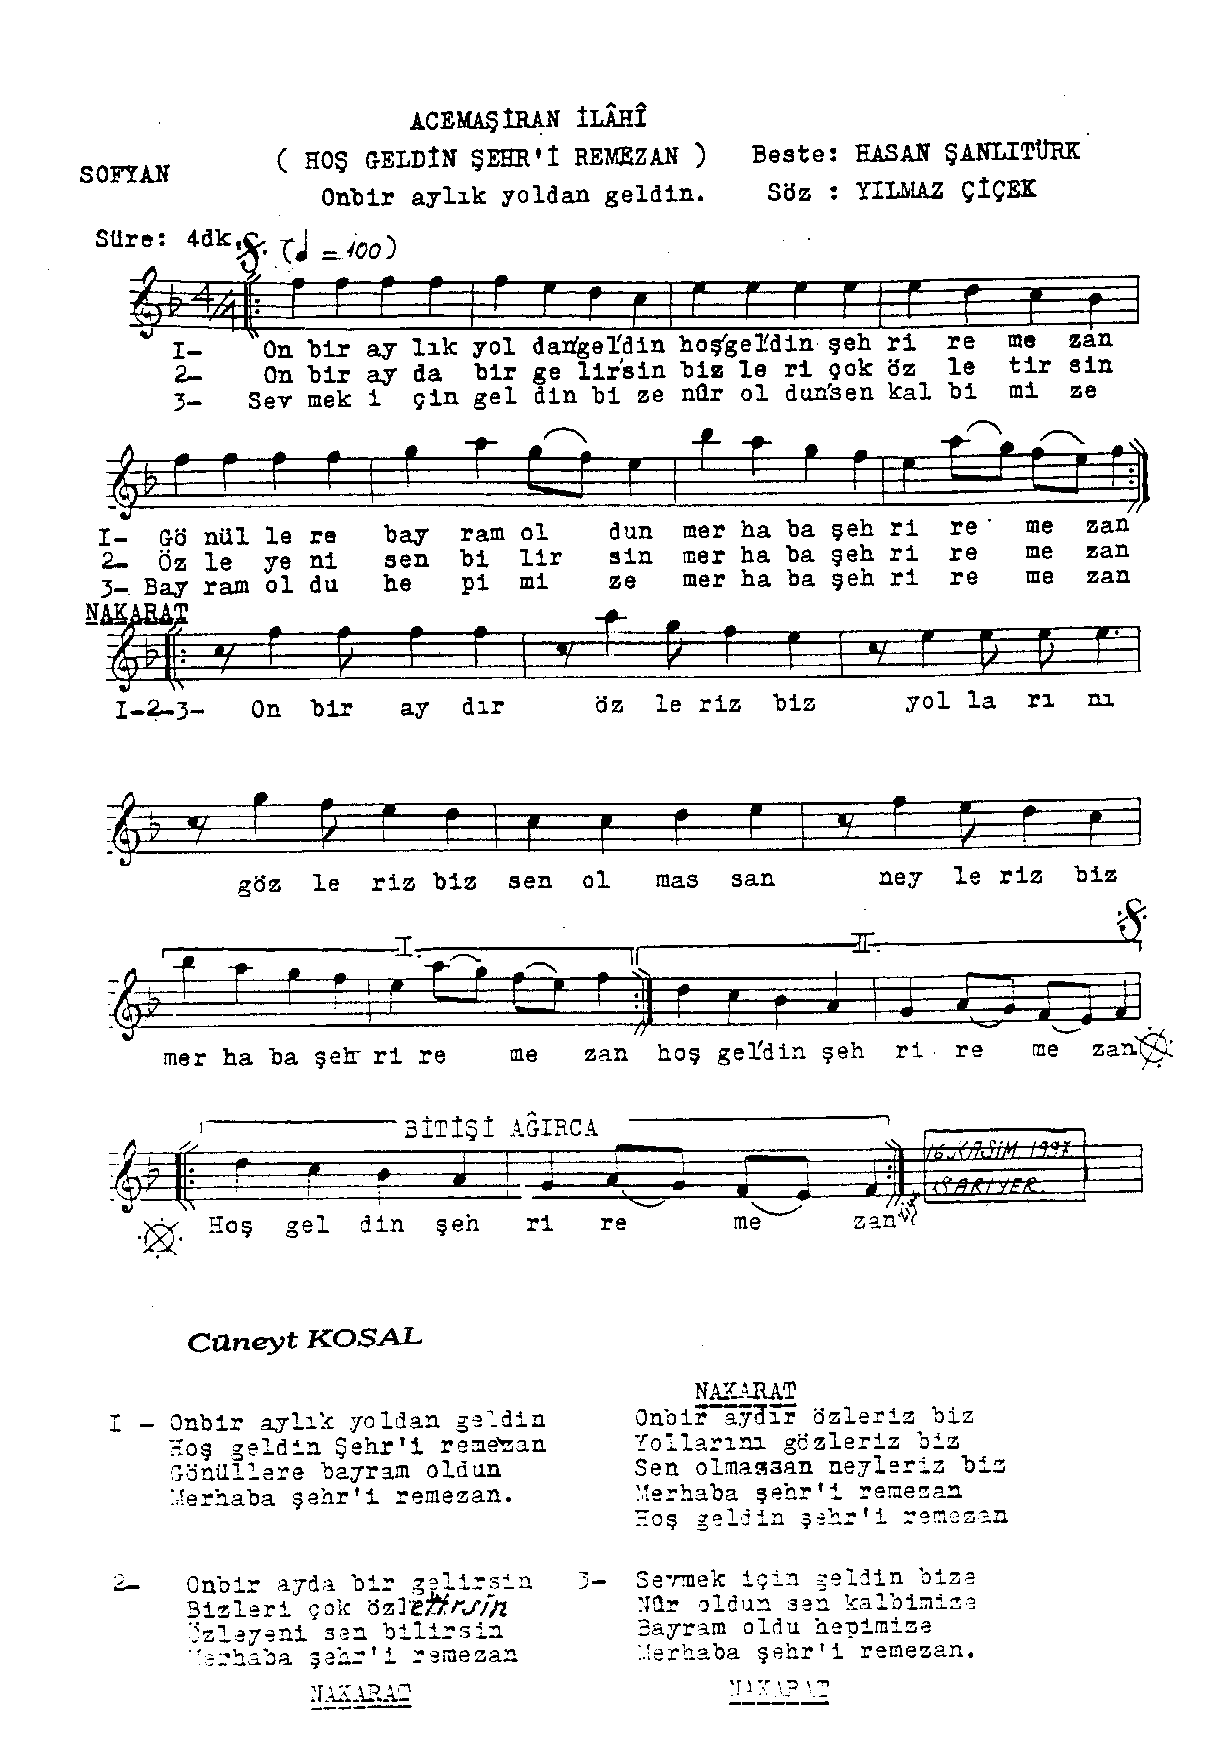 ACEMAŞİRAN İLÂHÎ
( HOŞ GELDİN ŞEHR'İ REMEZAN )
Beste: HASAN ŞANLITÜRK
SOFYAN
Onbir aylık yoldan geldin.
Söz : YILMAZ ÇİÇEK
Süre: 4dk.
(♩ = 100)
4/4
I- On bir ay lık yol dan'gel'din hoş'gel'din şeh ri re me zan
2- On bir ay da bir ge lir'sin biz le ri çok öz le tir sin
3- Sev mek i çin gel din bi ze nûr ol dun'sen kal bi mi ze
I- Gö nül le re bay ram ol dun mer ha ba şeh ri re me zan
2- Öz le ye ni sen bi lir sin mer ha ba şeh ri re me zan
3- Bay ram ol du he pi mi ze mer ha ba şeh ri re me zan
NAKARAT
I-2-3- On bir ay dır öz le riz biz yol la rı nı
göz le riz biz sen ol mas san ney le riz biz
I. II.
mer ha ba şeh ri re me zan hoş gel'din şeh ri re me zan
BİTİŞİ AĞIRCA
16.KASIM 1997
SARIYER.
Hoş gel din şeh ri re me zan
Cüneyt KOSAL
NAKARAT
I - Onbir aylık yoldan geldin
Hoş geldin Şehr'i remezan
Gönüllere bayram oldun
Merhaba şehr'i remezan.
Onbir aydır özleriz biz
Yollarını gözleriz biz
Sen olmassan neyleriz biz
Merhaba şehr'i remezan
Hoş geldin şehr'i remezan
2- Onbir ayda bir gelirsin
Bizleri çok özletirsin
Özleyeni sen bilirsin
Merhaba şehr'i remezan
NAKARAT
3- Sevmek için geldin bize
Nûr oldun sen kalbimize
Bayram oldu hepimize
Merhaba şehr'i remezan.
NAKARAT